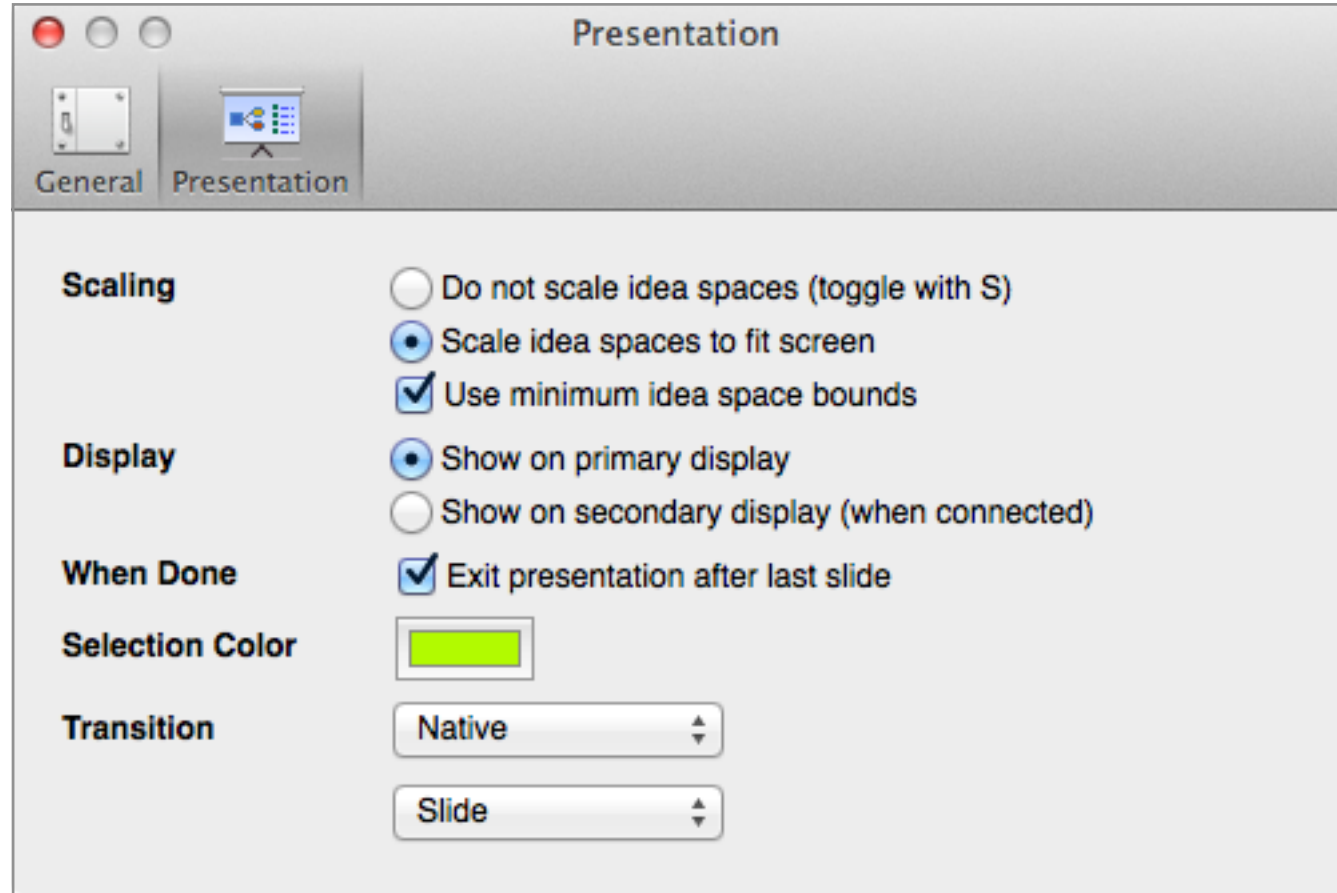 Presentation
General Presentation
Scaling Do not scale idea spaces (toggle with S)
Scale idea spaces to fit screen
Use minimum idea space bounds
Display Show on primary display
Show on secondary display (when connected)
When Done Exit presentation after last slide
Selection Color
Transition Native
Slide